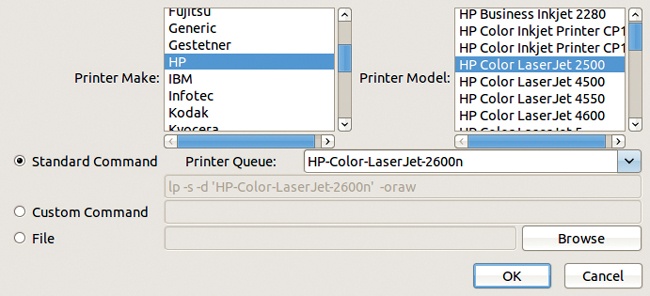 Printer Make:
Fujitsu
Generic
Gestetner
HP
IBM
Infotec
Kodak
Kyocera
Printer Model:
HP Business Inkjet 2280
HP Color Inkjet Printer CP1
HP Color Inkjet Printer CP1
HP Color LaserJet 2500
HP Color LaserJet 4500
HP Color LaserJet 4550
HP Color LaserJet 4600
HP Color LaserJet 5
Standard Command
Printer Queue:
HP-Color-LaserJet-2600n
lp -s -d 'HP-Color-LaserJet-2600n' -oraw
Custom Command
File
Browse
OK
Cancel